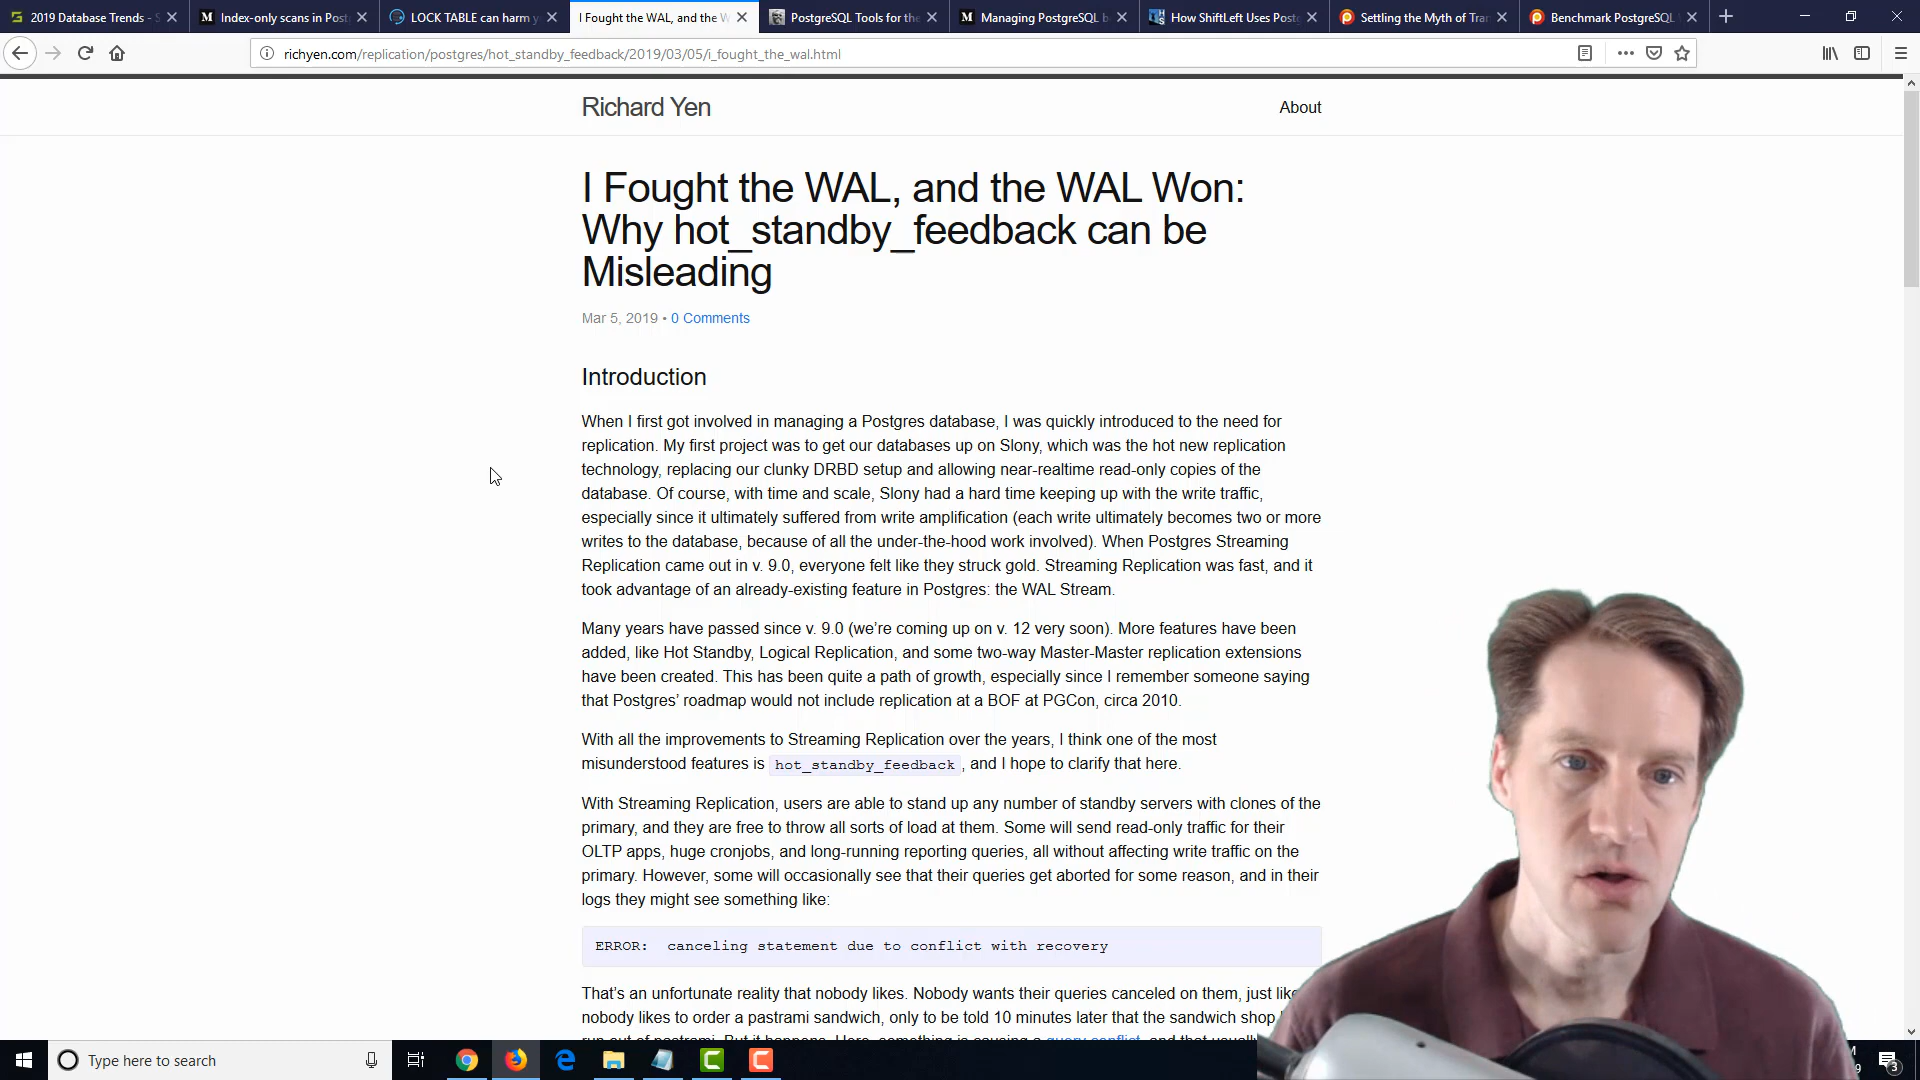 2019 Database Trends - S
Index-only scans in Post
LOCK TABLE can harm y
I Fought the WAL, and the W
PostgreSQL Tools for the
Managing PostgreSQL b
How ShiftLeft Uses Postg
Settling the Myth of Tran
Benchmark PostgreSQL
richyen.com/replication/postgres/hot_standby_feedback/2019/03/05/i_fought_the_wal.html
Richard Yen
About
I Fought the WAL, and the WAL Won:
Why hot_standby_feedback can be
Misleading
Mar 5, 2019 • 0 Comments
Introduction
When I first got involved in managing a Postgres database, I was quickly introduced to the need for
replication. My first project was to get our databases up on Slony, which was the hot new replication
technology, replacing our clunky DRBD setup and allowing near-realtime read-only copies of the
database. Of course, with time and scale, Slony had a hard time keeping up with the write traffic,
especially since it ultimately suffered from write amplification (each write ultimately becomes two or more
writes to the database, because of all the under-the-hood work involved). When Postgres Streaming
Replication came out in v. 9.0, everyone felt like they struck gold. Streaming Replication was fast, and it
took advantage of an already-existing feature in Postgres: the WAL Stream.
Many years have passed since v. 9.0 (we're coming up on v. 12 very soon). More features have been
added, like Hot Standby, Logical Replication, and some two-way Master-Master replication extensions
have been created. This has been quite a path of growth, especially since I remember someone saying
that Postgres' roadmap would not include replication at a BOF at PGCon, circa 2010.
With all the improvements to Streaming Replication over the years, I think one of the most
misunderstood features is hot_standby_feedback, and I hope to clarify that here.
With Streaming Replication, users are able to stand up any number of standby servers with clones of the
primary, and they are free to throw all sorts of load at them. Some will send read-only traffic for their
OLTP apps, huge cronjobs, and long-running reporting queries, all without affecting write traffic on the
primary. However, some will occasionally see that their queries get aborted for some reason, and in their
logs they might see something like:
ERROR:  canceling statement due to conflict with recovery
That's an unfortunate reality that nobody likes. Nobody wants their queries canceled on them, just like
nobody likes to order a pastrami sandwich, only to be told 10 minutes later that the sandwich shop
run out of pastrami. But it happens. Here, something is causing a query conflict, and that usually
Type here to search
M
9
3